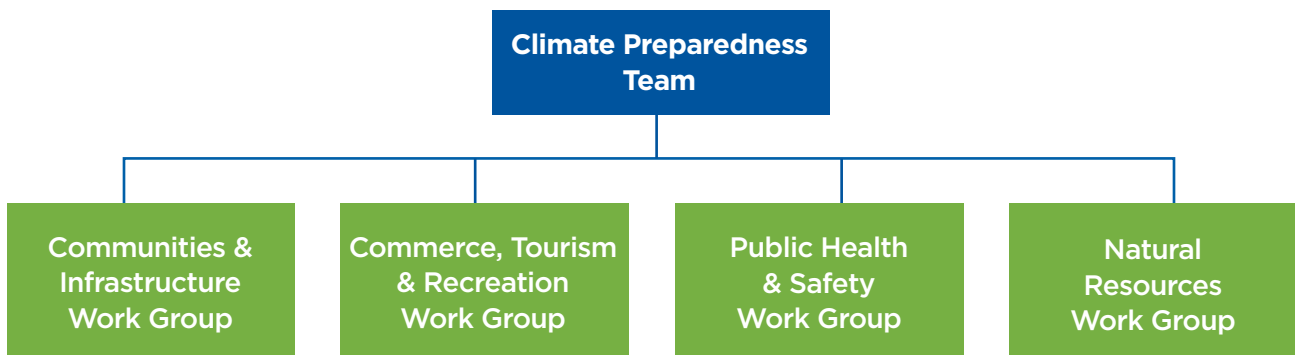 Climate Preparedness
Team
Communities &
Infrastructure
Work Group
Commerce, Tourism
& Recreation
Work Group
Public Health
& Safety
Work Group
Natural
Resources
Work Group